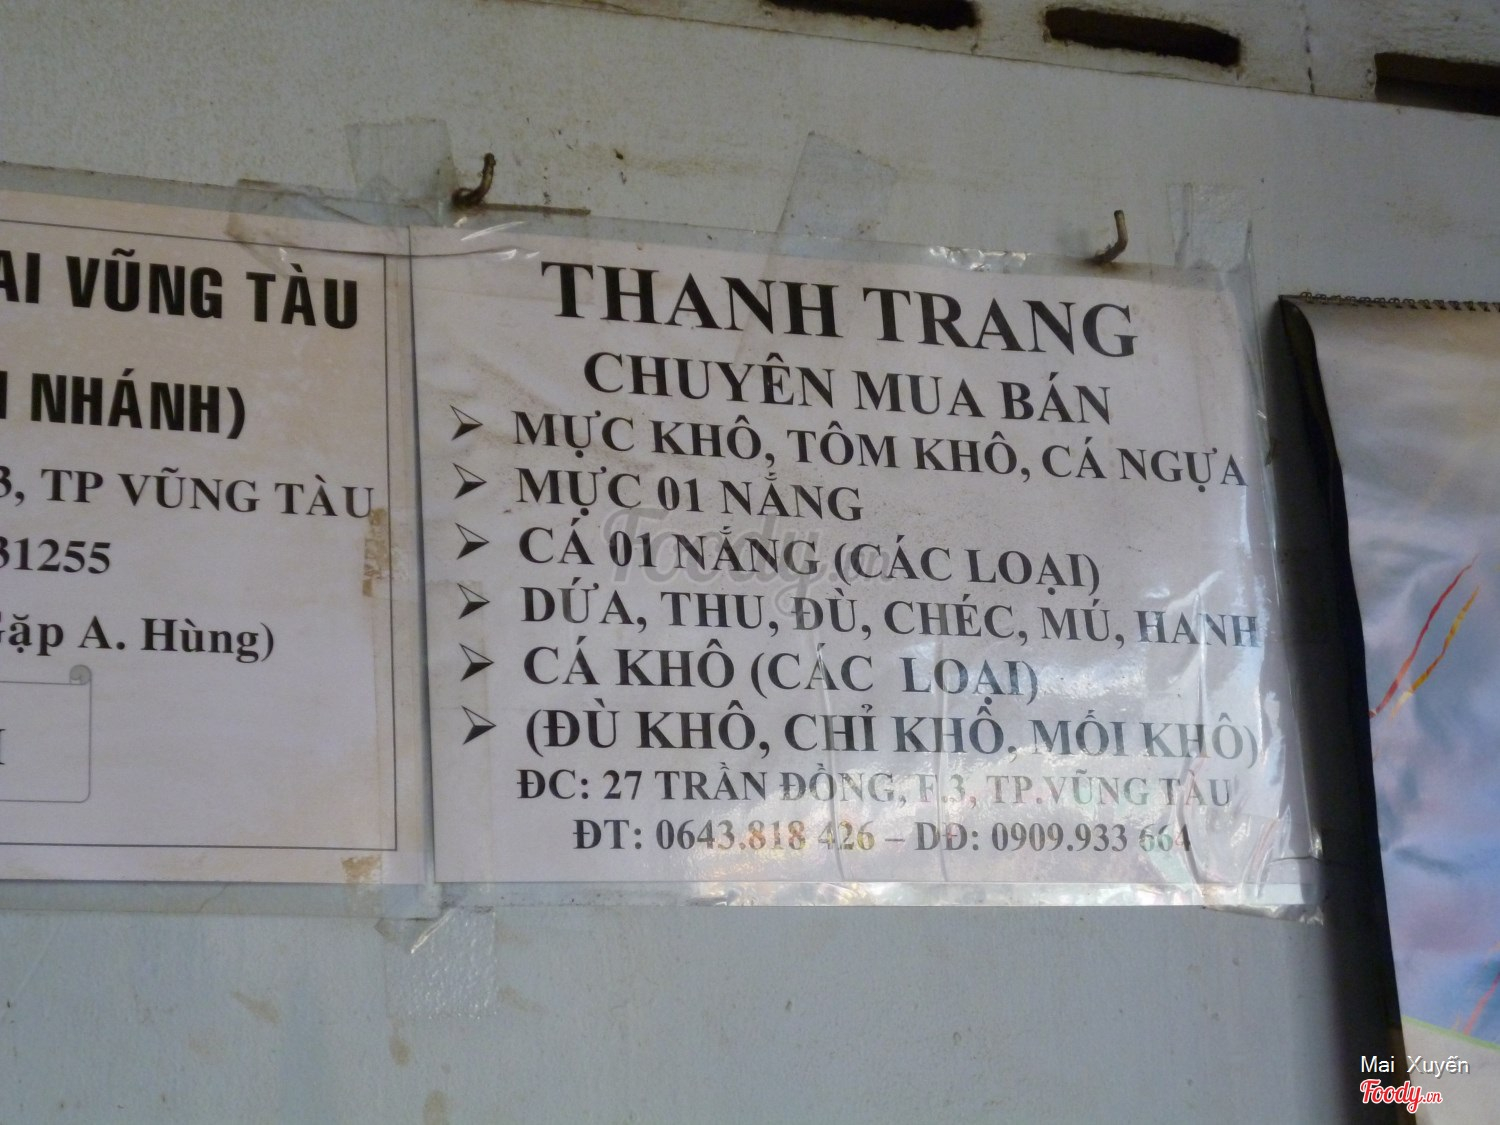 AI VŨNG TÀU
NHÁNH)
3, TP VŨNG TÀU
31255
Gặp A. Hùng)
THANH TRANG
CHUYÊN MUA BÁN
➢ MỰC KHÔ, TÔM KHÔ, CÁ NGỰA
➢ MỰC 01 NẮNG
➢ CÁ 01 NẮNG (CÁC LOẠI)
➢ DỨA, THU, ĐÙ, CHÉC, MÚ, HANH
➢ CÁ KHÔ (CÁC LOẠI)
➢ (ĐÙ KHÔ, CHỈ KHÔ, MỐI KHÔ)
ĐC: 27 TRẦN ĐỒNG, F.3, TP.VŨNG TÀU
ĐT: 0643.818 426 – DĐ: 0909.933 664
Foody.vn
Mai Xuyến
Foody.vn